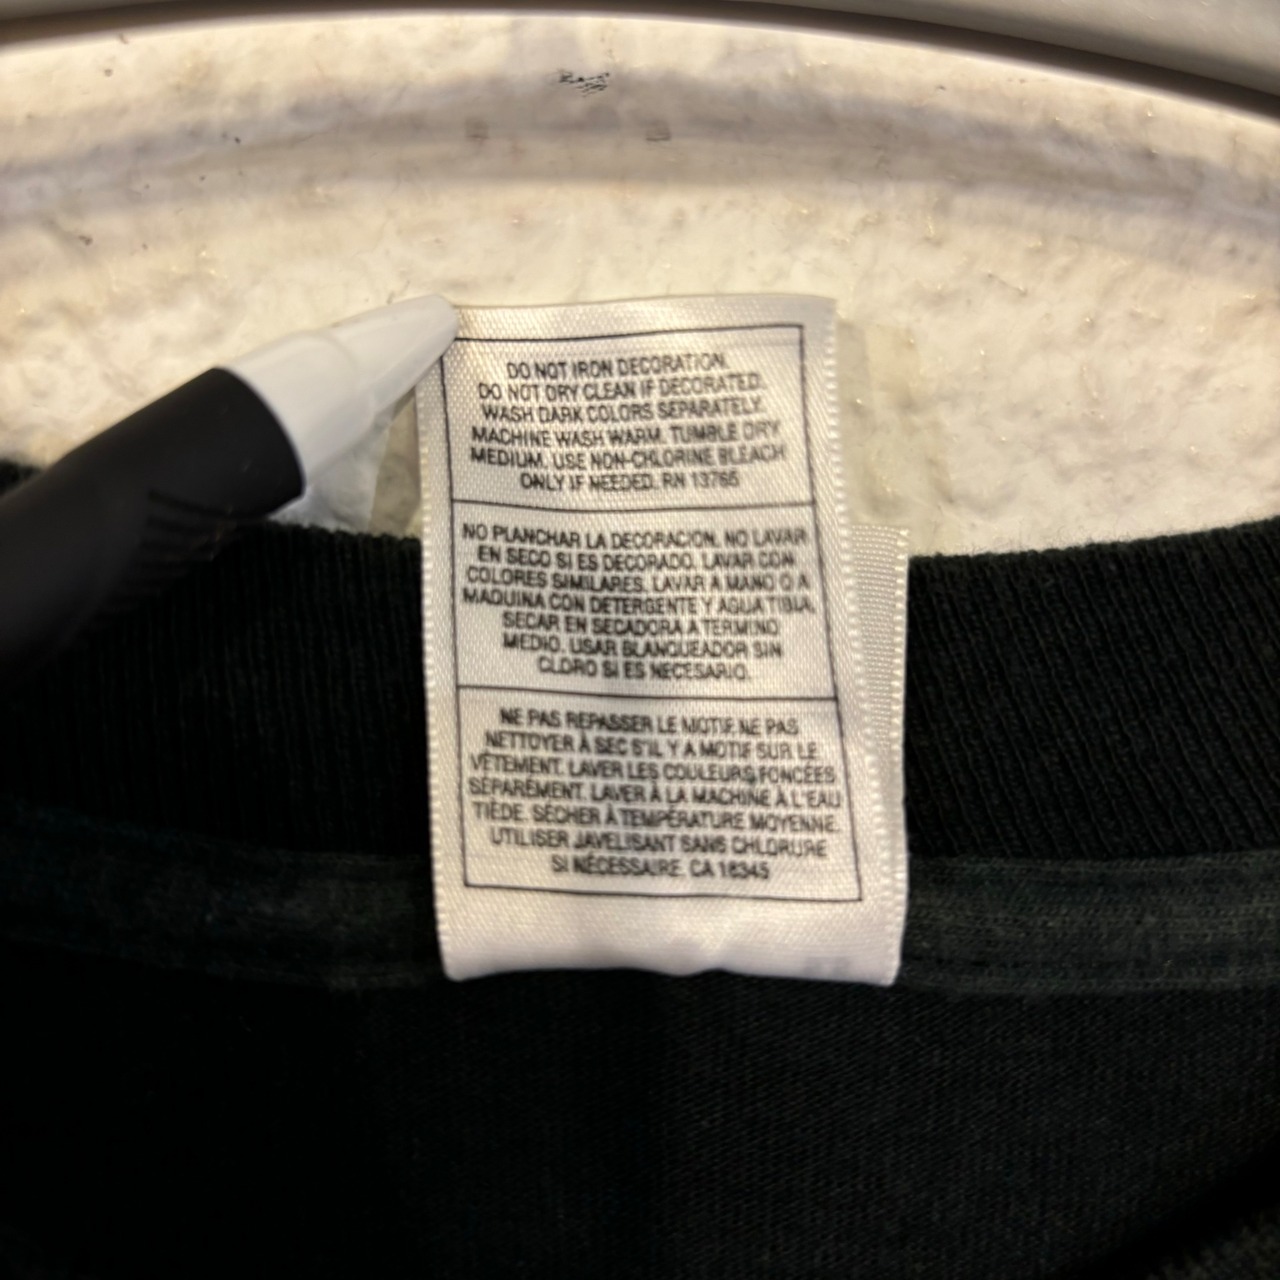 DO NOT IRON DECORATION.
DO NOT DRY CLEAN IF DECORATED.
WASH DARK COLORS SEPARATELY.
MACHINE WASH WARM. TUMBLE DRY
MEDIUM. USE NON-CHLORINE BLEACH
ONLY IF NEEDED. RN 13765
NO PLANCHAR LA DECORACION. NO LAVAR
EN SECO SI ES DECORADO. LAVAR CON
COLORES SIMILARES. LAVAR A MANO O A
MAQUINA CON DETERGENTE Y AGUA TIBIA.
SECAR EN SECADORA A TERMINO
MEDIO. USAR BLANQUEADOR SIN
CLORO SI ES NECESARIO.
NE PAS REPASSER LE MOTIF. NE PAS
NETTOYER À SEC S'IL Y A MOTIF SUR LE
VÊTEMENT. LAVER LES COULEURS FONCÉES
SÉPARÉMENT. LAVER À LA MACHINE À L'EAU
TIÈDE. SÉCHER À TEMPÉRATURE MOYENNE.
UTILISER JAVELISANT SANS CHLORURE
SI NÉCESSAIRE. CA 18345